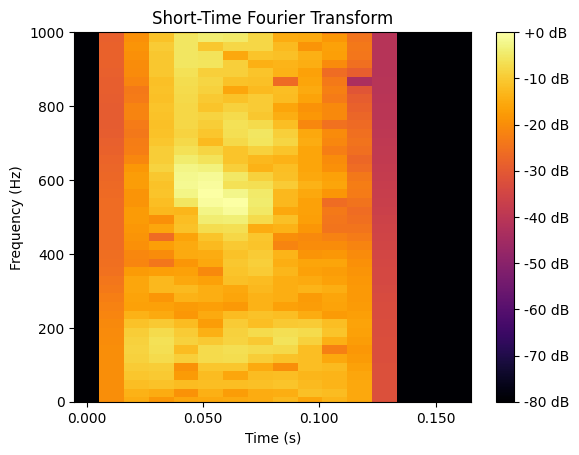 Short-Time Fourier Transform
1000
800
600
400
200
0
Frequency (Hz)
0.000
0.050
0.100
0.150
Time (s)
+0 dB
-10 dB
-20 dB
-30 dB
-40 dB
-50 dB
-60 dB
-70 dB
-80 dB